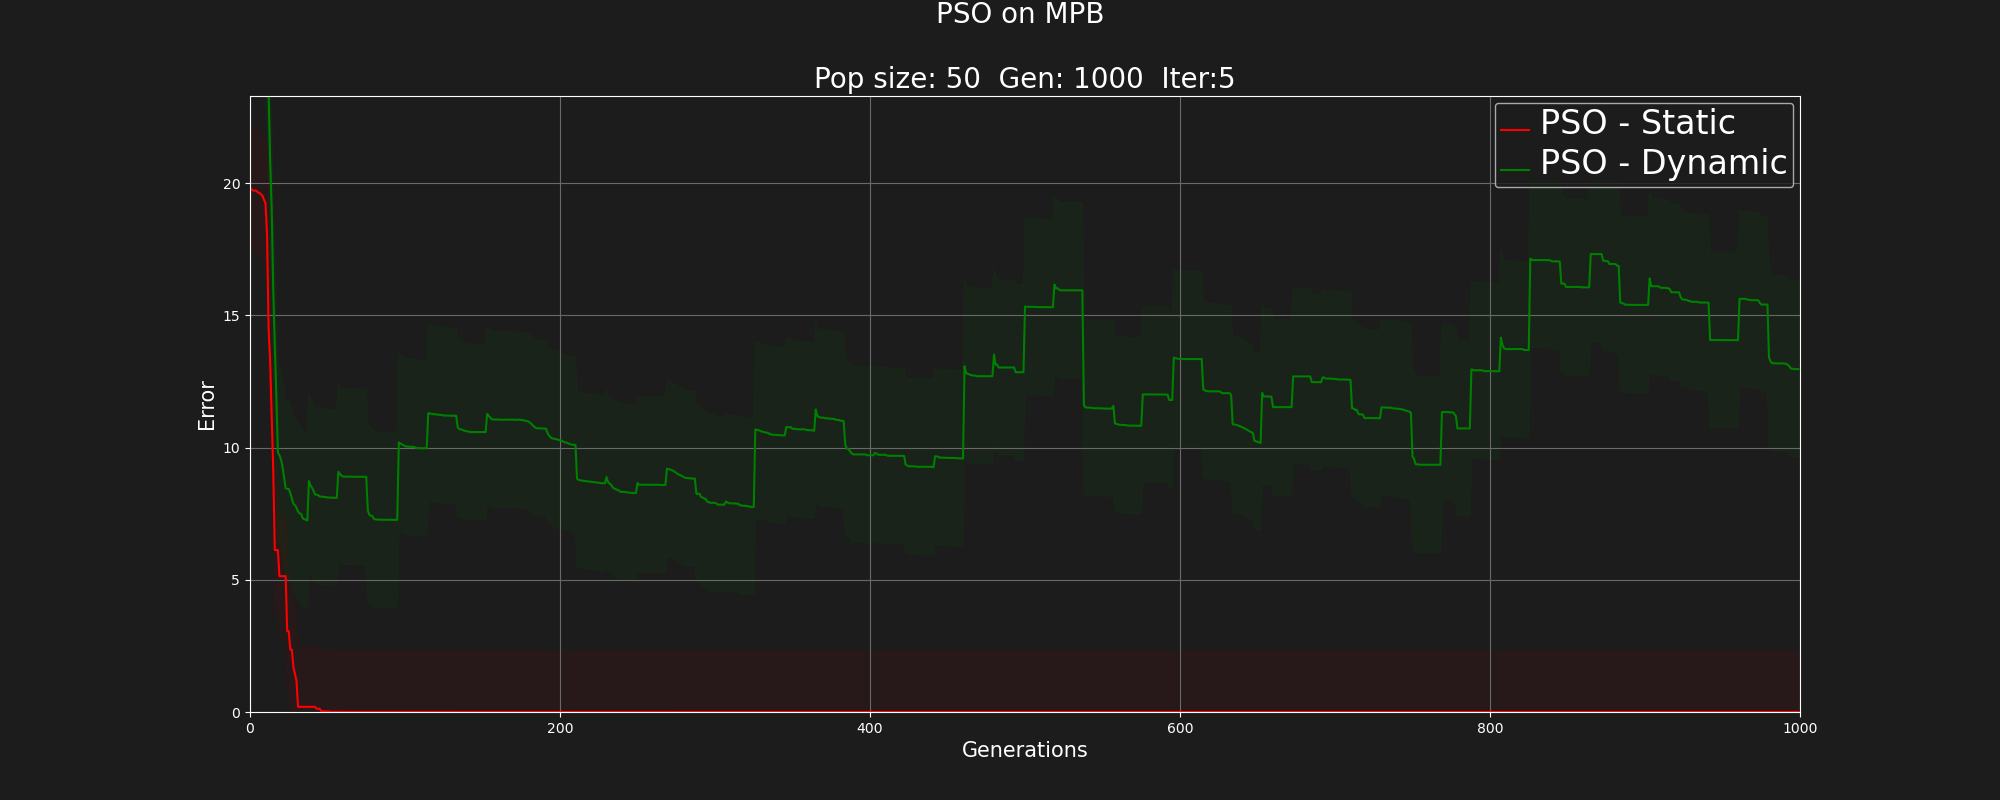 PSO on MPB
Pop size: 50  Gen: 1000  Iter:5
PSO - Static
PSO - Dynamic
Error
20
15
10
5
0
0 200 400 600 800 1000
Generations